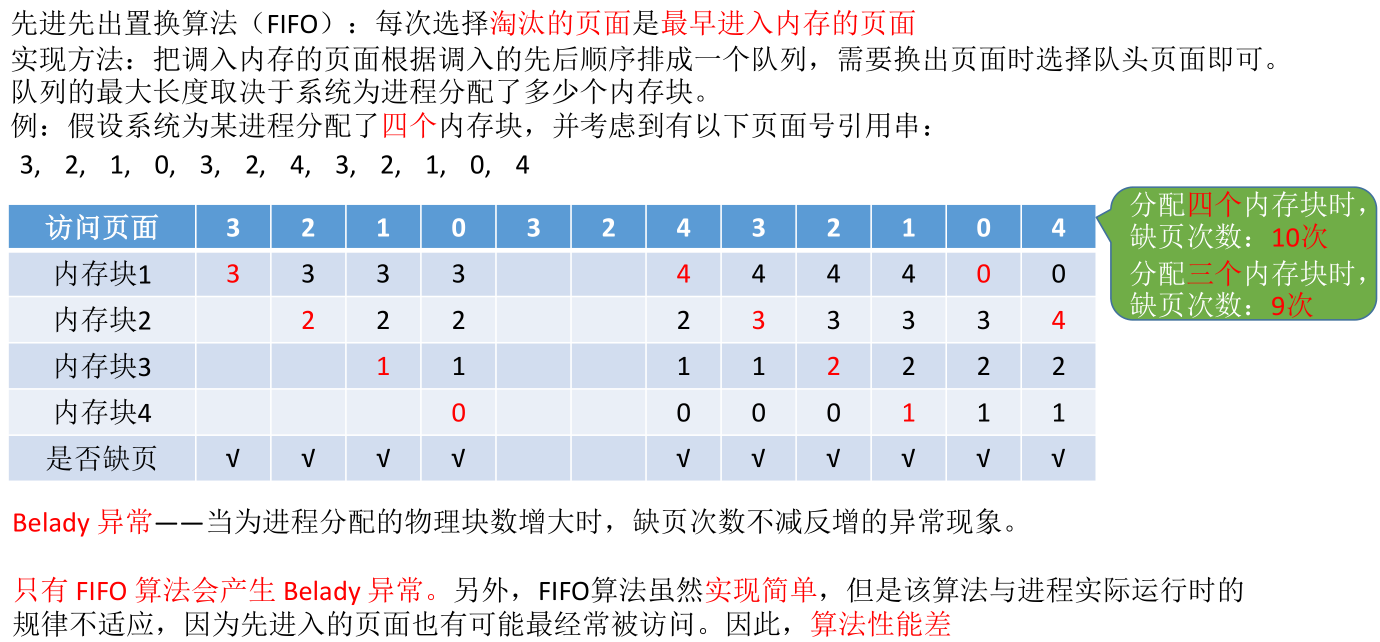 先进先出置换算法（FIFO）：每次选择淘汰的页面是最早进入内存的页面
实现方法：把调入内存的页面根据调入的先后顺序排成一个队列，需要换出页面时选择队头页面即可。
队列的最大长度取决于系统为进程分配了多少个内存块。
例：假设系统为某进程分配了四个内存块，并考虑到有以下页面号引用串：
3, 2, 1, 0, 3, 2, 4, 3, 2, 1, 0, 4
访问页面 3 2 1 0 3 2 4 3 2 1 0 4
内存块1 3 3 3 3 4 4 4 4 0 0
内存块2 2 2 2 2 3 3 3 3 4
内存块3 1 1 1 1 2 2 2 2
内存块4 0 0 0 0 1 1 1
是否缺页 √ √ √ √ √ √ √ √ √ √
分配四个内存块时，
缺页次数：10次
分配三个内存块时，
缺页次数：9次
Belady 异常——当为进程分配的物理块数增大时，缺页次数不减反增的异常现象。
只有 FIFO 算法会产生 Belady 异常。另外，FIFO算法虽然实现简单，但是该算法与进程实际运行时的
规律不适应，因为先进入的页面也有可能最经常被访问。因此，算法性能差